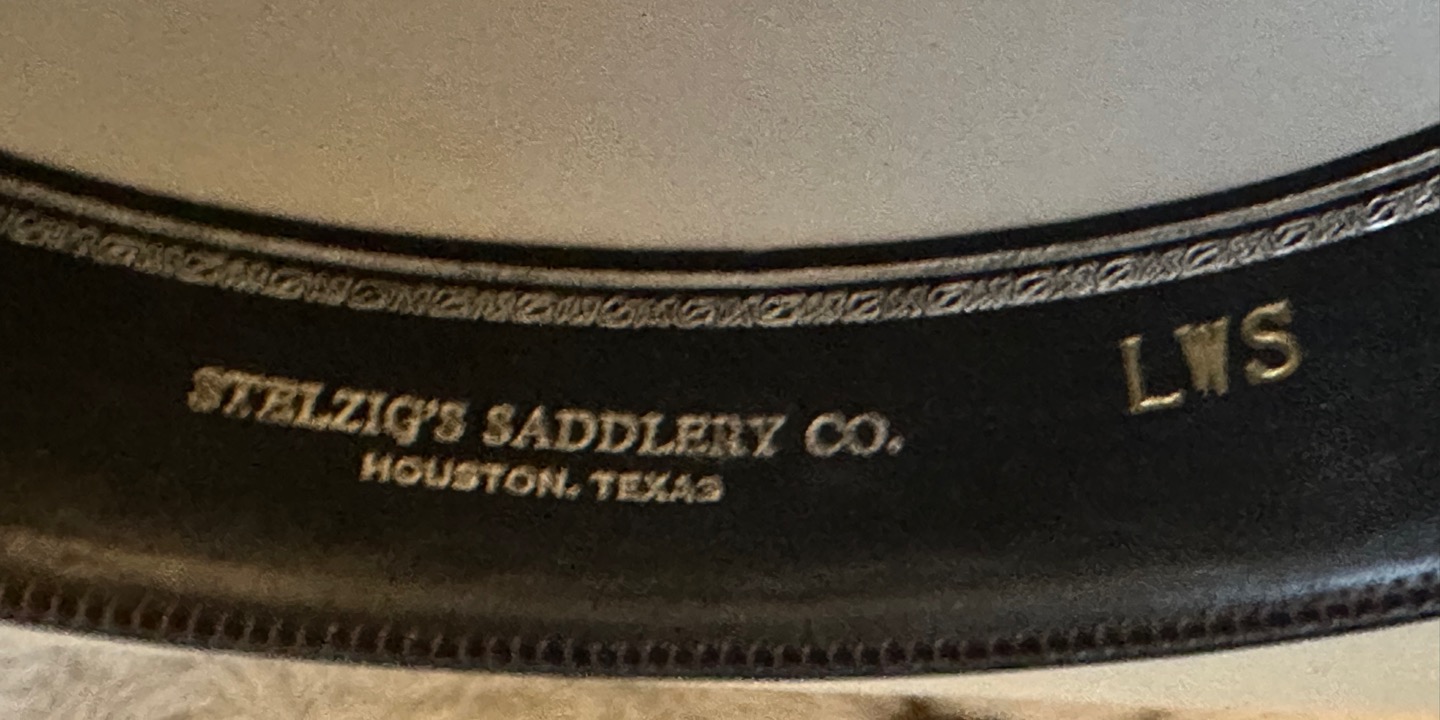 STELZIG'S SADDLERY CO.
HOUSTON, TEXAS
LWS